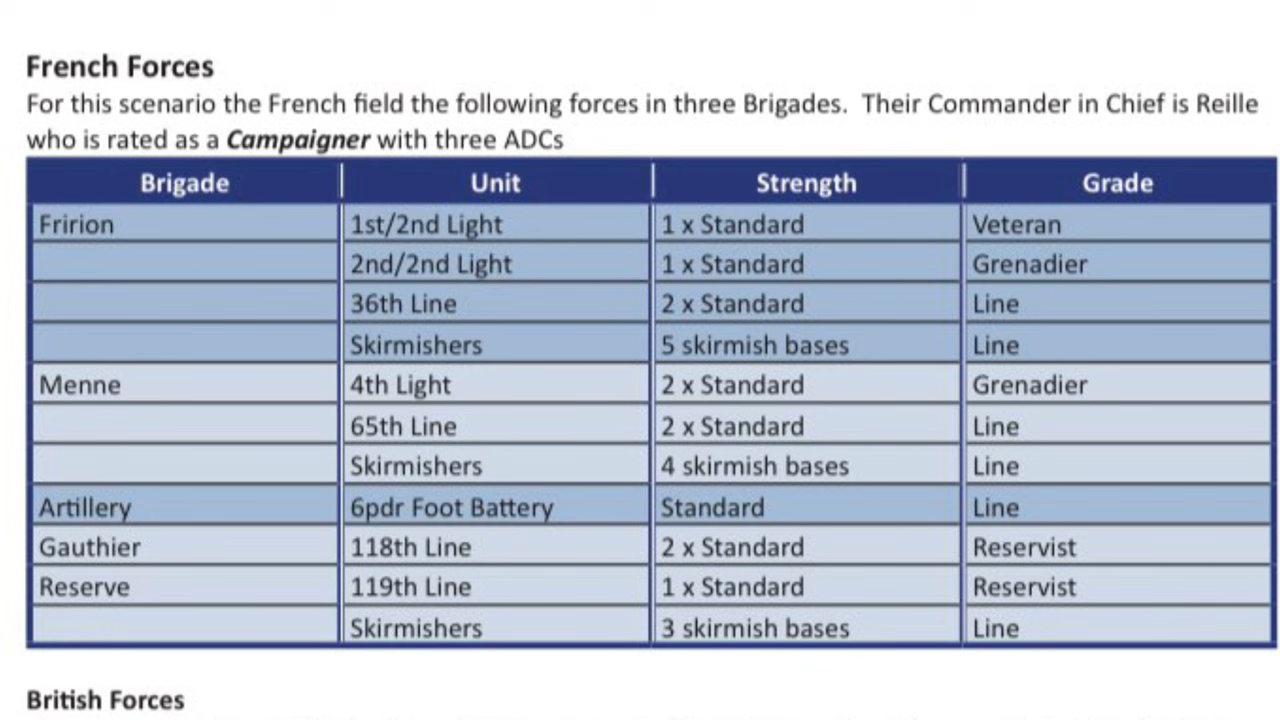 French Forces
For this scenario the French field the following forces in three Brigades. Their Commander in Chief is Reille
who is rated as a Campaigner with three ADCs
Brigade Unit Strength Grade
Fririon 1st/2nd Light 1 x Standard Veteran
2nd/2nd Light 1 x Standard Grenadier
36th Line 2 x Standard Line
Skirmishers 5 skirmish bases Line
Menne 4th Light 2 x Standard Grenadier
65th Line 2 x Standard Line
Skirmishers 4 skirmish bases Line
Artillery 6pdr Foot Battery Standard Line
Gauthier 118th Line 2 x Standard Reservist
Reserve 119th Line 1 x Standard Reservist
Skirmishers 3 skirmish bases Line
British Forces